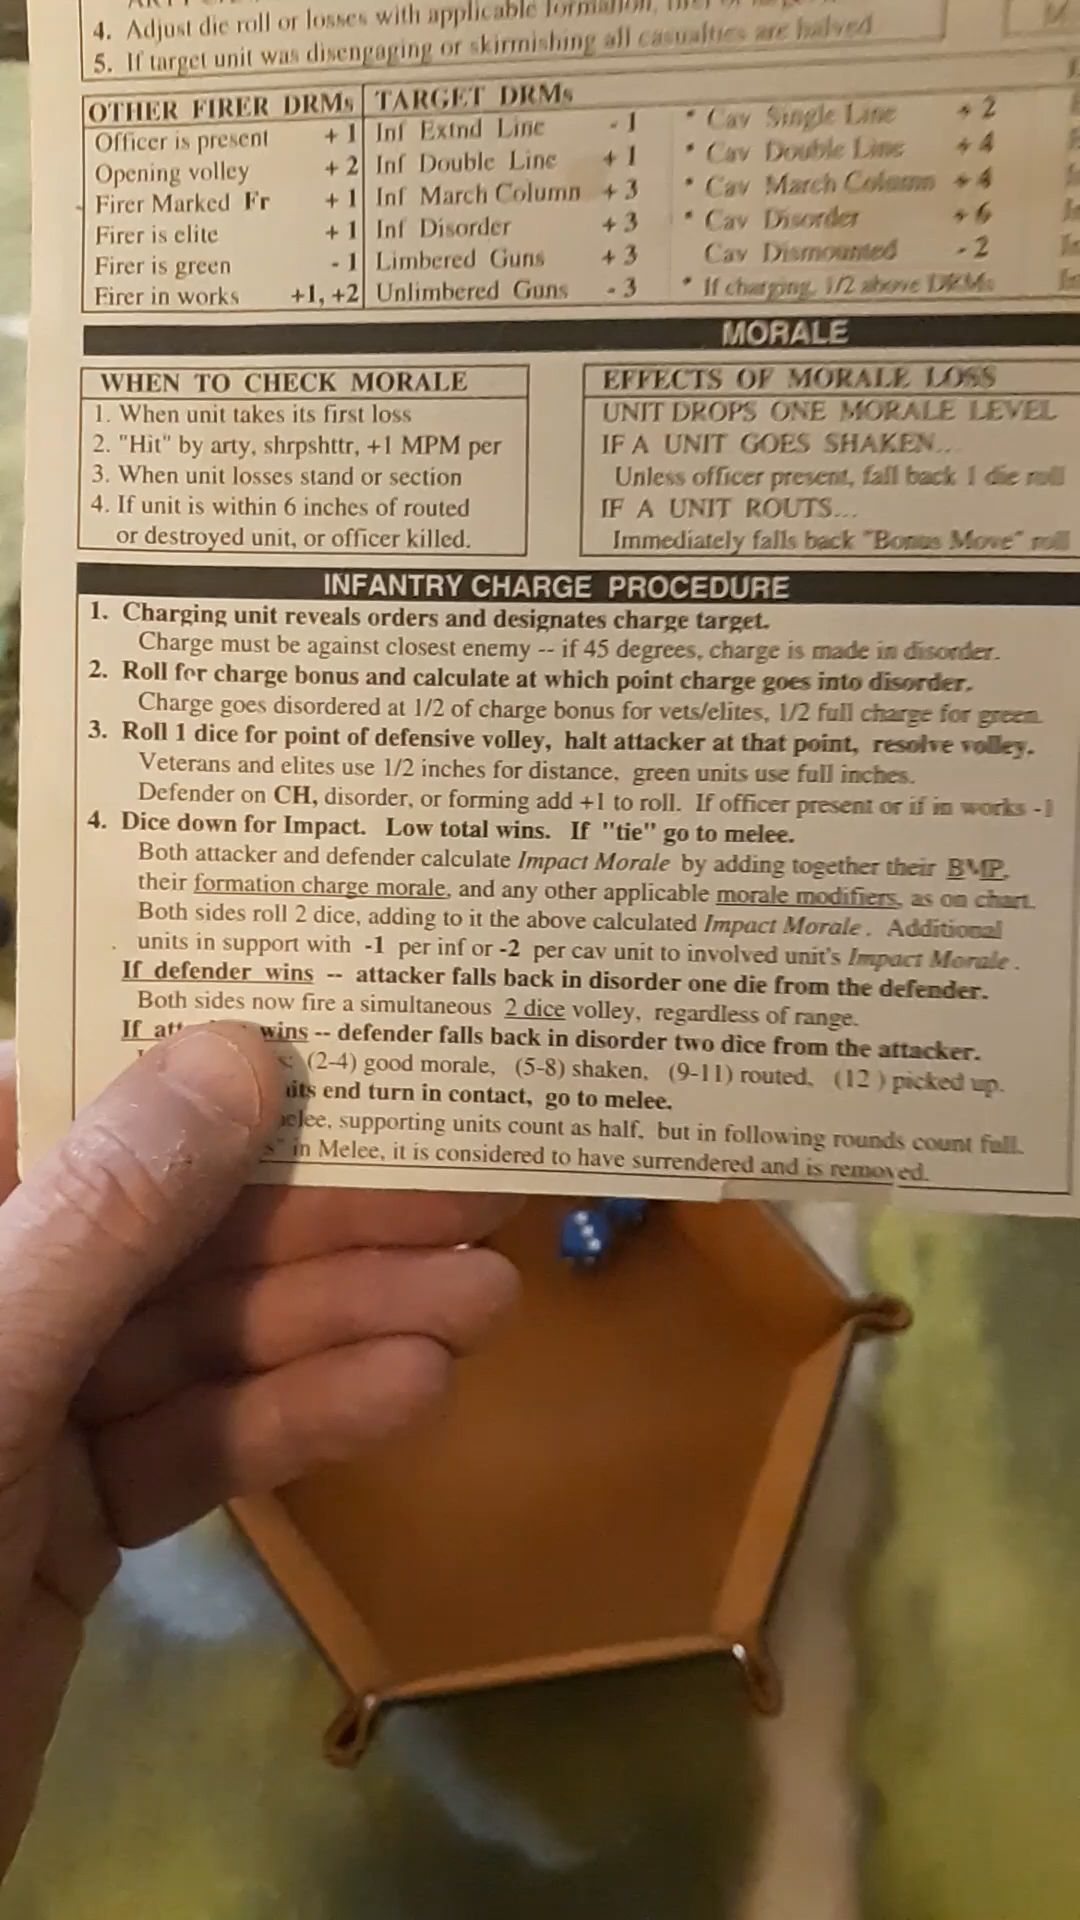 4. Adjust die roll or losses with applicable formation,
5. If target unit was disengaging or skirmishing all casualties are halved
OTHER FIRER DRMs TARGET DRMs
Officer is present +1 Inf Extnd Line -1 * Cav Single Line +2
Opening volley +2 Inf Double Line +1 * Cav Double Line +4
Firer Marked Fr +1 Inf March Column +3 * Cav March Column +4
Firer is elite +1 Inf Disorder +3 * Cav Disorder +6
Firer is green -1 Limbered Guns +3 Cav Dismounted -2
Firer in works +1, +2 Unlimbered Guns -3 * If charging, 1/2 above DRMs
MORALE
WHEN TO CHECK MORALE
1. When unit takes its first loss
2. "Hit" by arty, shrpshttr, +1 MPM per
3. When unit losses stand or section
4. If unit is within 6 inches of routed
or destroyed unit, or officer killed.
EFFECTS OF MORALE LOSS
UNIT DROPS ONE MORALE LEVEL
IF A UNIT GOES SHAKEN...
Unless officer present, fall back 1 die roll
IF A UNIT ROUTS...
Immediately falls back "Bonus Move" roll
INFANTRY CHARGE PROCEDURE
1. Charging unit reveals orders and designates charge target.
Charge must be against closest enemy -- if 45 degrees, charge is made in disorder.
2. Roll for charge bonus and calculate at which point charge goes into disorder.
Charge goes disordered at 1/2 of charge bonus for vets/elites, 1/2 full charge for green.
3. Roll 1 dice for point of defensive volley, halt attacker at that point, resolve volley.
Veterans and elites use 1/2 inches for distance, green units use full inches.
Defender on CH, disorder, or forming add +1 to roll. If officer present or if in works -1
4. Dice down for Impact. Low total wins. If "tie" go to melee.
Both attacker and defender calculate Impact Morale by adding together their BMP,
their formation charge morale, and any other applicable morale modifiers, as on chart.
Both sides roll 2 dice, adding to it the above calculated Impact Morale. Additional
units in support with -1 per inf or -2 per cav unit to involved unit's Impact Morale.
If defender wins -- attacker falls back in disorder one die from the defender.
Both sides now fire a simultaneous 2 dice volley, regardless of range.
If wins -- defender falls back in disorder two dice from the attacker.
(2-4) good morale, (5-8) shaken, (9-11) routed, (12 ) picked up.
end turn in contact, go to melee.
supporting units count as half, but in following rounds count full.
in Melee, it is considered to have surrendered and is removed.